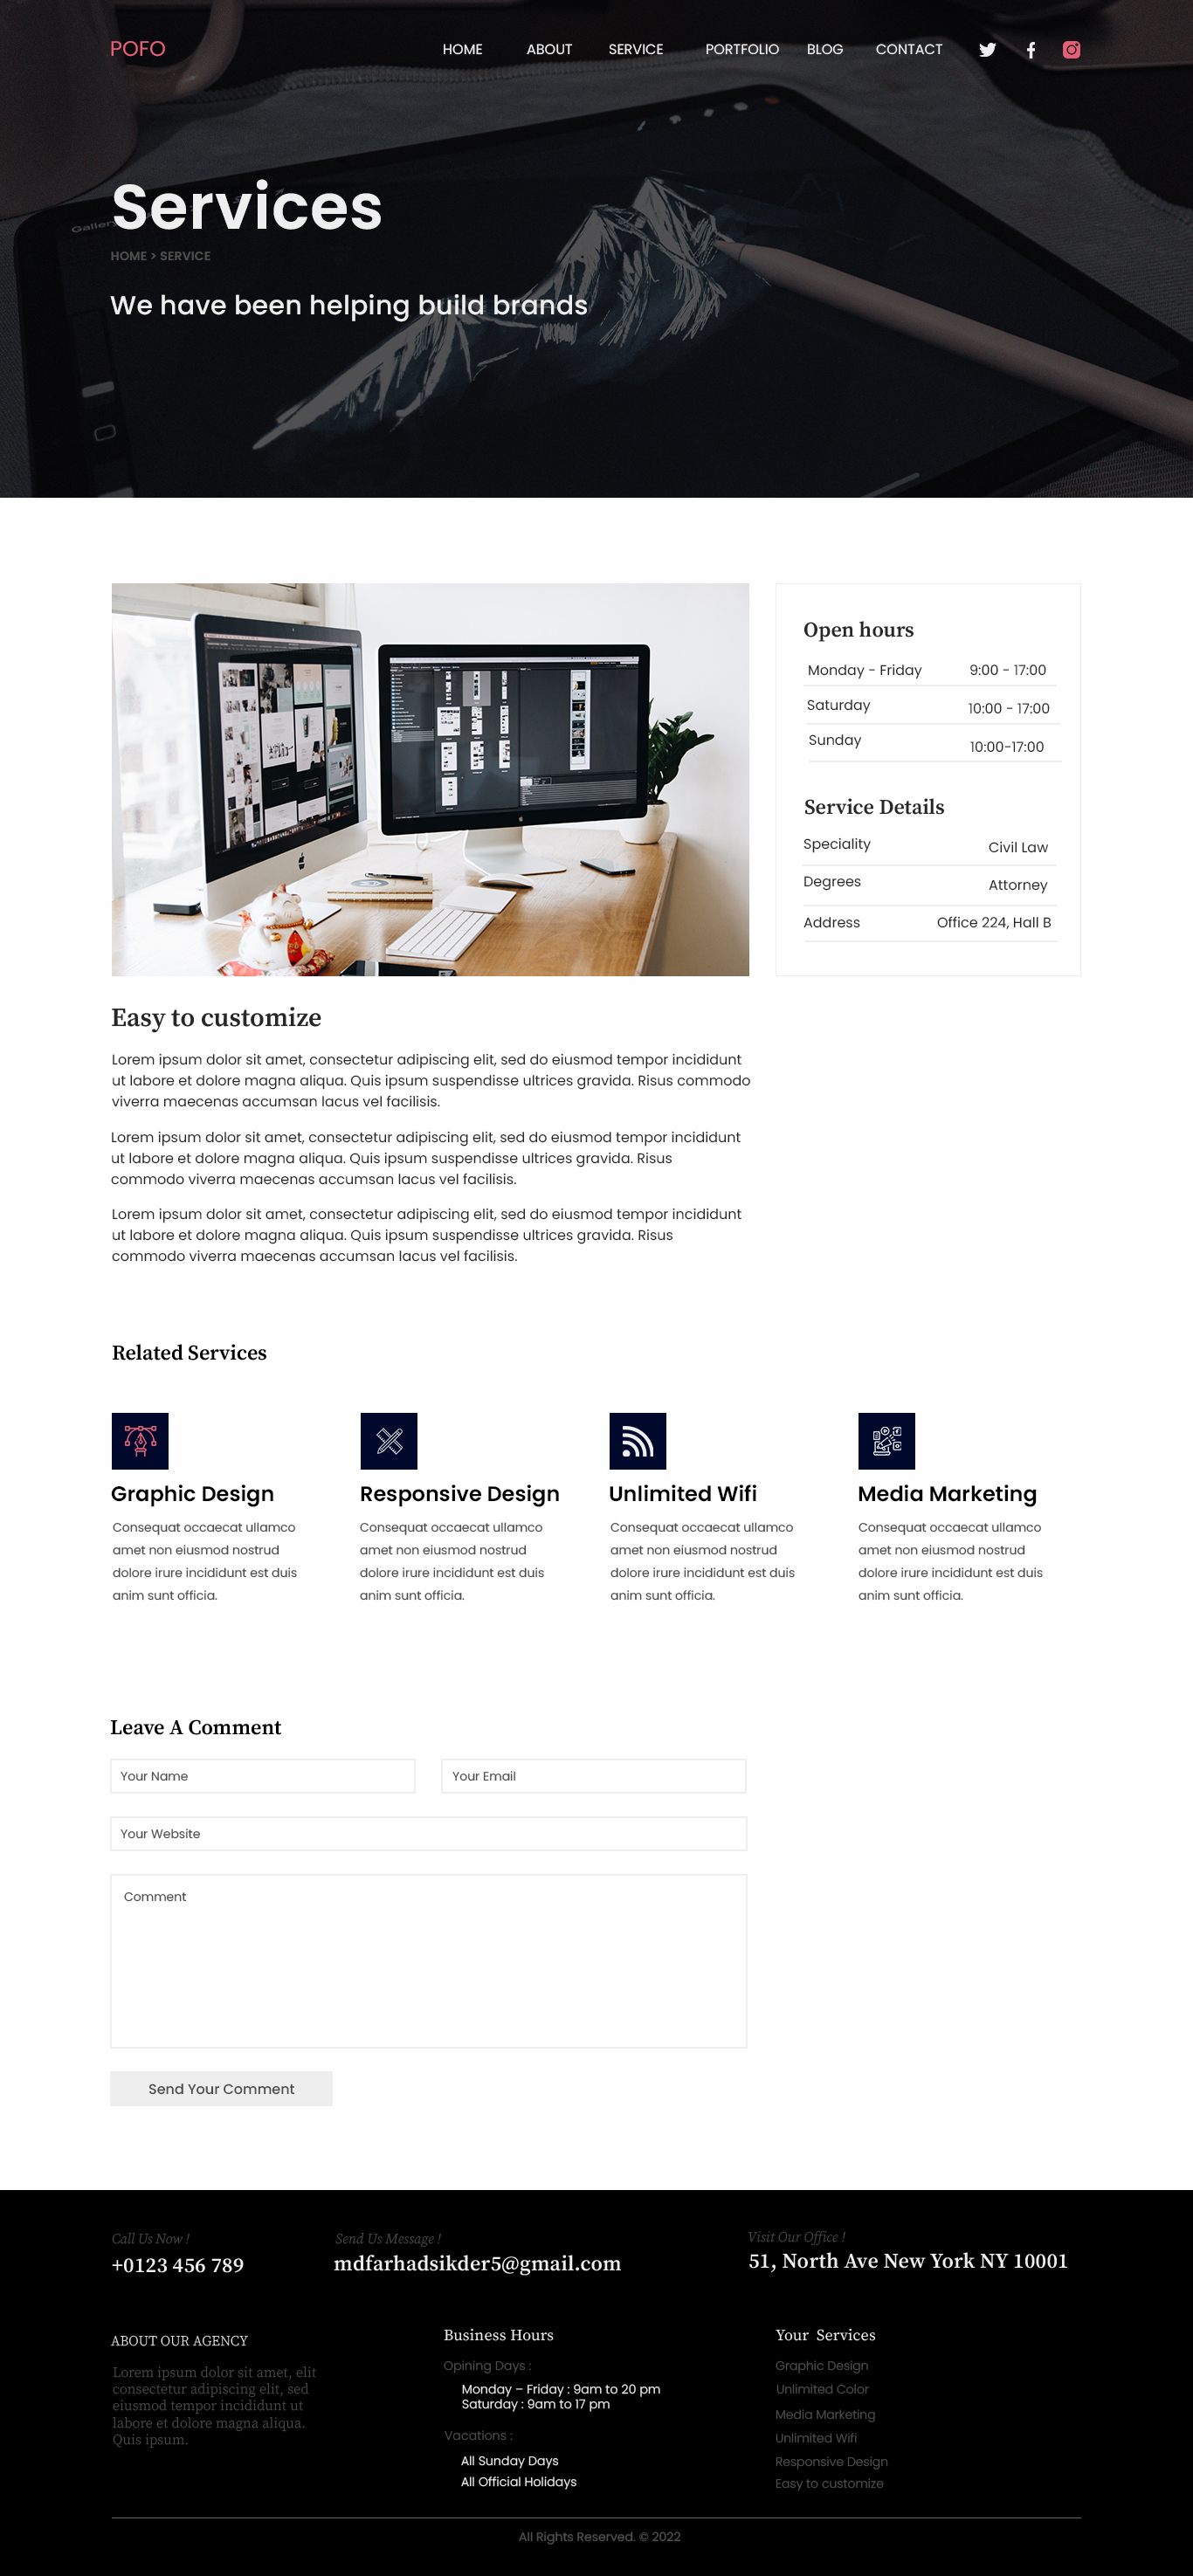 POFO
HOME ABOUT SERVICE PORTFOLIO BLOG CONTACT
Services
Gallery
HOME > SERVICE
We have been helping build brands
Open hours
Monday - Friday 9:00 - 17:00
Saturday 10:00 - 17:00
Sunday 10:00-17:00
Service Details
Speciality Civil Law
Degrees Attorney
Address Office 224, Hall B
Easy to customize
Lorem ipsum dolor sit amet, consectetur adipiscing elit, sed do eiusmod tempor incididunt
ut labore et dolore magna aliqua. Quis ipsum suspendisse ultrices gravida. Risus commodo
viverra maecenas accumsan lacus vel facilisis.
Lorem ipsum dolor sit amet, consectetur adipiscing elit, sed do eiusmod tempor incididunt
ut labore et dolore magna aliqua. Quis ipsum suspendisse ultrices gravida. Risus
commodo viverra maecenas accumsan lacus vel facilisis.
Lorem ipsum dolor sit amet, consectetur adipiscing elit, sed do eiusmod tempor incididunt
ut labore et dolore magna aliqua. Quis ipsum suspendisse ultrices gravida. Risus
commodo viverra maecenas accumsan lacus vel facilisis.
Related Services
Graphic Design
Consequat occaecat ullamco
amet non eiusmod nostrud
dolore irure incididunt est duis
anim sunt officia.
Responsive Design
Consequat occaecat ullamco
amet non eiusmod nostrud
dolore irure incididunt est duis
anim sunt officia.
Unlimited Wifi
Consequat occaecat ullamco
amet non eiusmod nostrud
dolore irure incididunt est duis
anim sunt officia.
Media Marketing
Consequat occaecat ullamco
amet non eiusmod nostrud
dolore irure incididunt est duis
anim sunt officia.
Leave A Comment
Your Name
Your Email
Your Website
Comment
Send Your Comment
Call Us Now !
+0123 456 789
Send Us Message !
mdfarhadsikder5@gmail.com
Visit Our Office !
51, North Ave New York NY 10001
ABOUT OUR AGENCY
Lorem ipsum dolor sit amet, elit
consectetur adipiscing elit, sed
eiusmod tempor incididunt ut
labore et dolore magna aliqua.
Quis ipsum.
Business Hours
Opining Days :
Monday – Friday : 9am to 20 pm
Saturday : 9am to 17 pm
Vacations :
All Sunday Days
All Official Holidays
Your Services
Graphic Design
Unlimited Color
Media Marketing
Unlimited Wifi
Responsive Design
Easy to customize
All Rights Reserved. © 2022